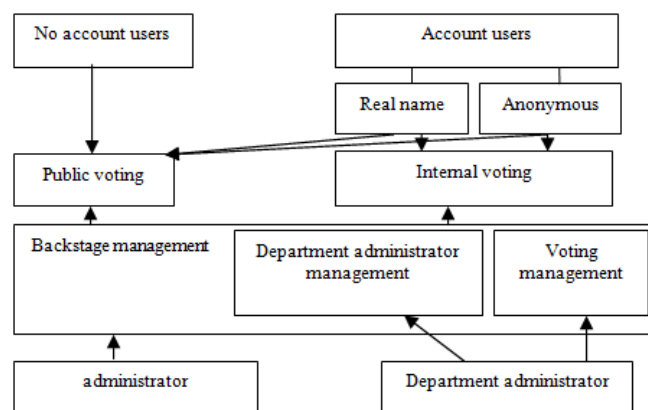 No account users
Account users
Real name
Anonymous
Public voting
Internal voting
Backstage management
Department administrator
management
Voting
management
administrator
Department administrator